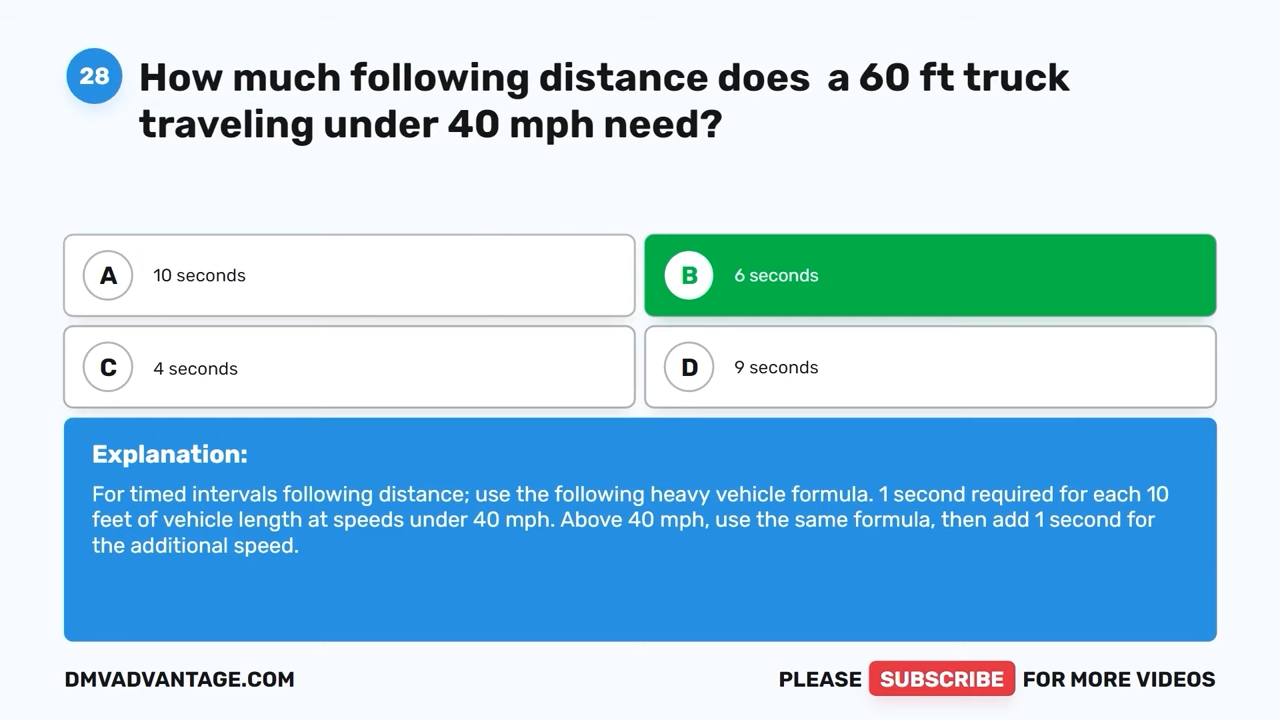 28
How much following distance does a 60 ft truck
traveling under 40 mph need?
A
10 seconds
B
6 seconds
C
4 seconds
D
9 seconds
Explanation:
For timed intervals following distance; use the following heavy vehicle formula. 1 second required for each 10
feet of vehicle length at speeds under 40 mph. Above 40 mph, use the same formula, then add 1 second for
the additional speed.
DMVADVANTAGE.COM
PLEASE SUBSCRIBE FOR MORE VIDEOS